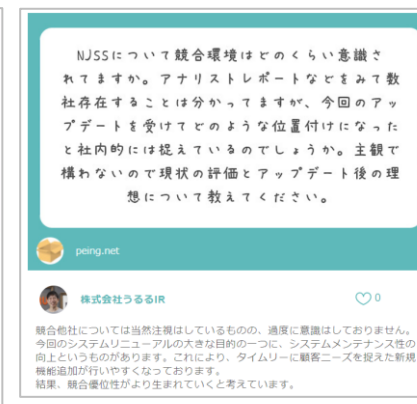 NJSSについて競合環境はどのくらい意識さ
れてますか。アナリストレポートなどをみて数
社存在することは分かってますが、今回のアッ
プデートを受けてどのような位置付けになった
と社内的には捉えているのでしょうか。主観で
構わないので現状の評価とアップデート後の理
想について教えてください。
peing.net
株式会社うるるIR
0
競合他社については当然注視はしているものの、過度に意識はしておりません。
今回のシステムリニューアルの大きな目的の一つに、システムメンテナンス性の
向上というものがあります。これにより、タイムリーに顧客ニーズを捉えた新規
機能追加が行いやすくなっております。
結果、競合優位性がより生まれていくと考えています。